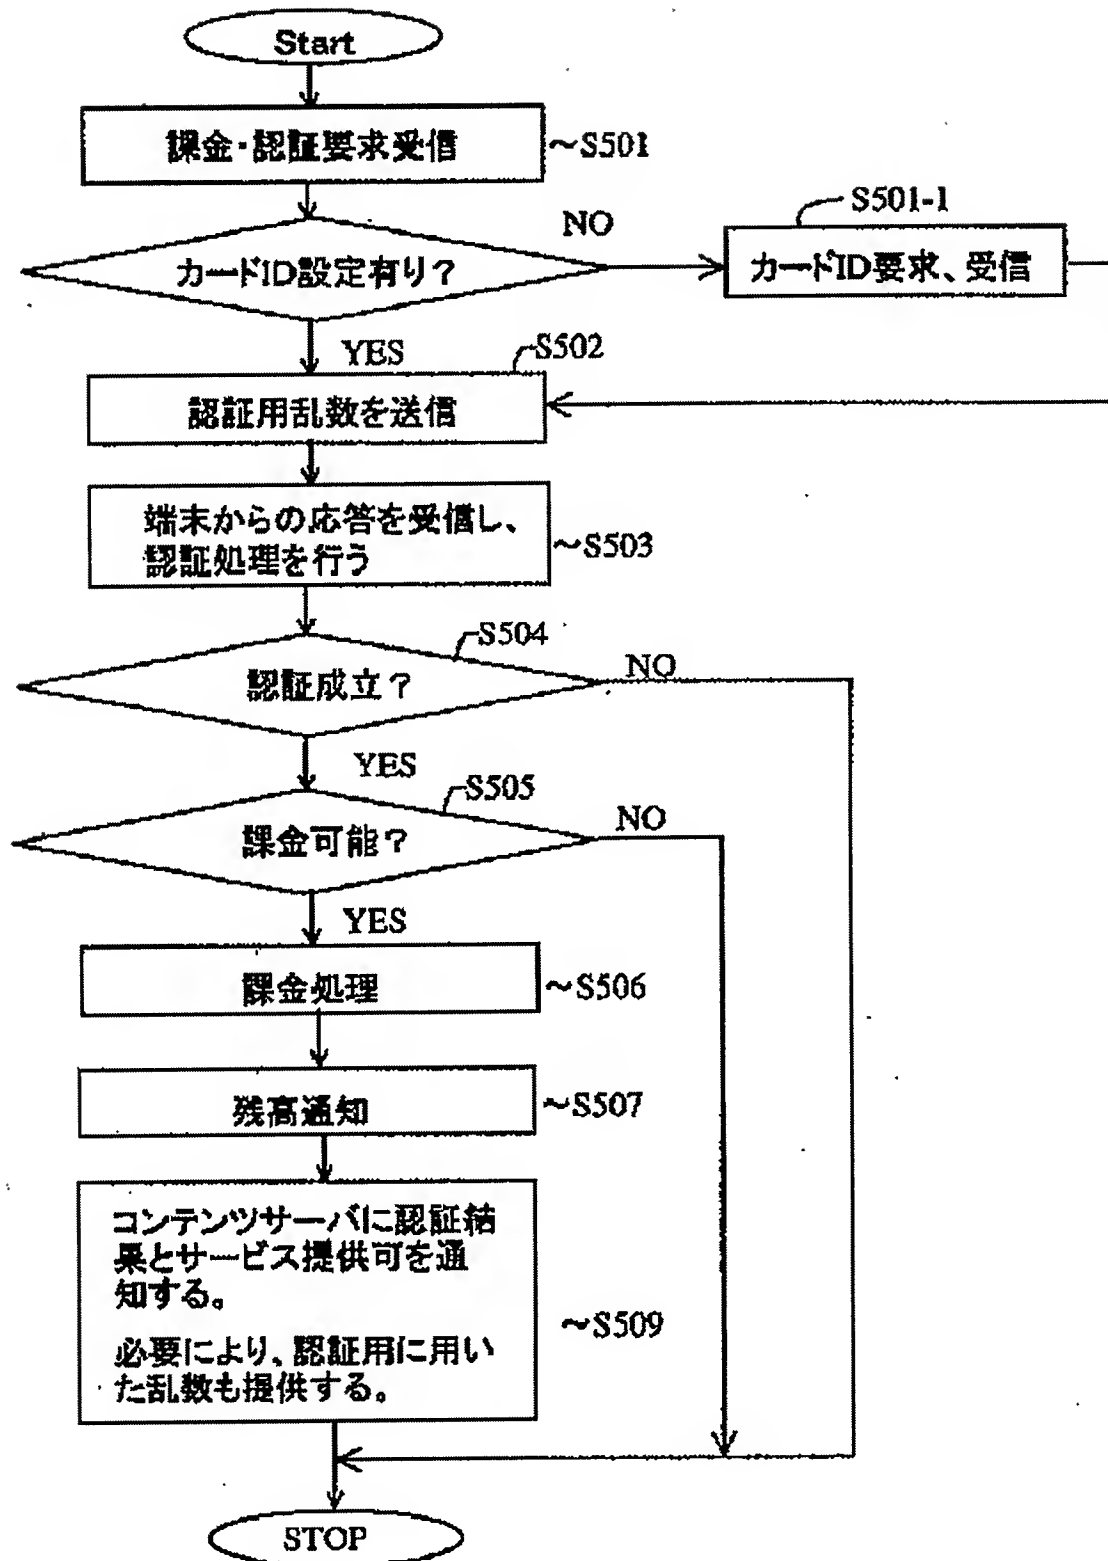 Start
課金・認証要求受信
~S501
カードID設定有り?
NO
S501-1
カードID要求、受信
YES
S502
認証用乱数を送信
端末からの応答を受信し、
認証処理を行う
~S503
S504
認証成立?
NO
YES
S505
課金可能?
NO
YES
課金処理
~S506
残高通知
~S507
コンテンツサーバに認証結
果とサービス提供可を通
知する。
必要により、認証用に用い
た乱数も提供する。
~S509
STOP